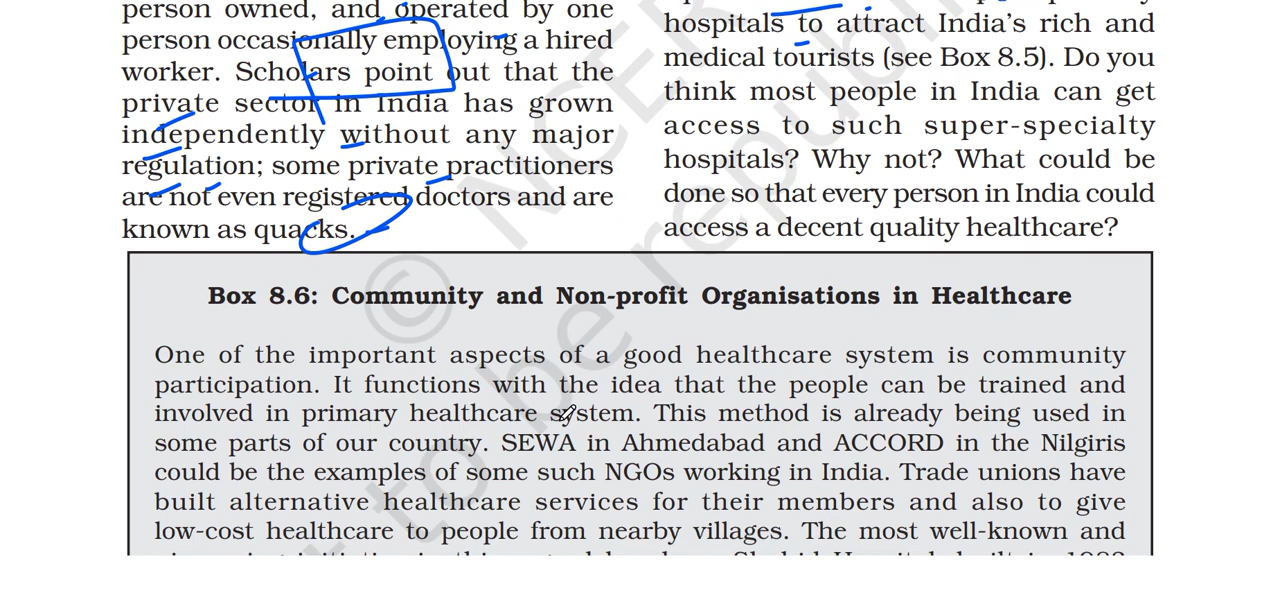 person owned, and operated by one
person occasionally employing a hired
worker. Scholars point out that the
private sector in India has grown
independently without any major
regulation; some private practitioners
are not even registered doctors and are
known as quacks.
hospitals to attract India's rich and
medical tourists (see Box 8.5). Do you
think most people in India can get
access to such super-specialty
hospitals? Why not? What could be
done so that every person in India could
access a decent quality healthcare?
Box 8.6: Community and Non-profit Organisations in Healthcare
One of the important aspects of a good healthcare system is community
participation. It functions with the idea that the people can be trained and
involved in primary healthcare system. This method is already being used in
some parts of our country. SEWA in Ahmedabad and ACCORD in the Nilgiris
could be the examples of some such NGOs working in India. Trade unions have
built alternative healthcare services for their members and also to give
low-cost healthcare to people from nearby villages. The most well-known and